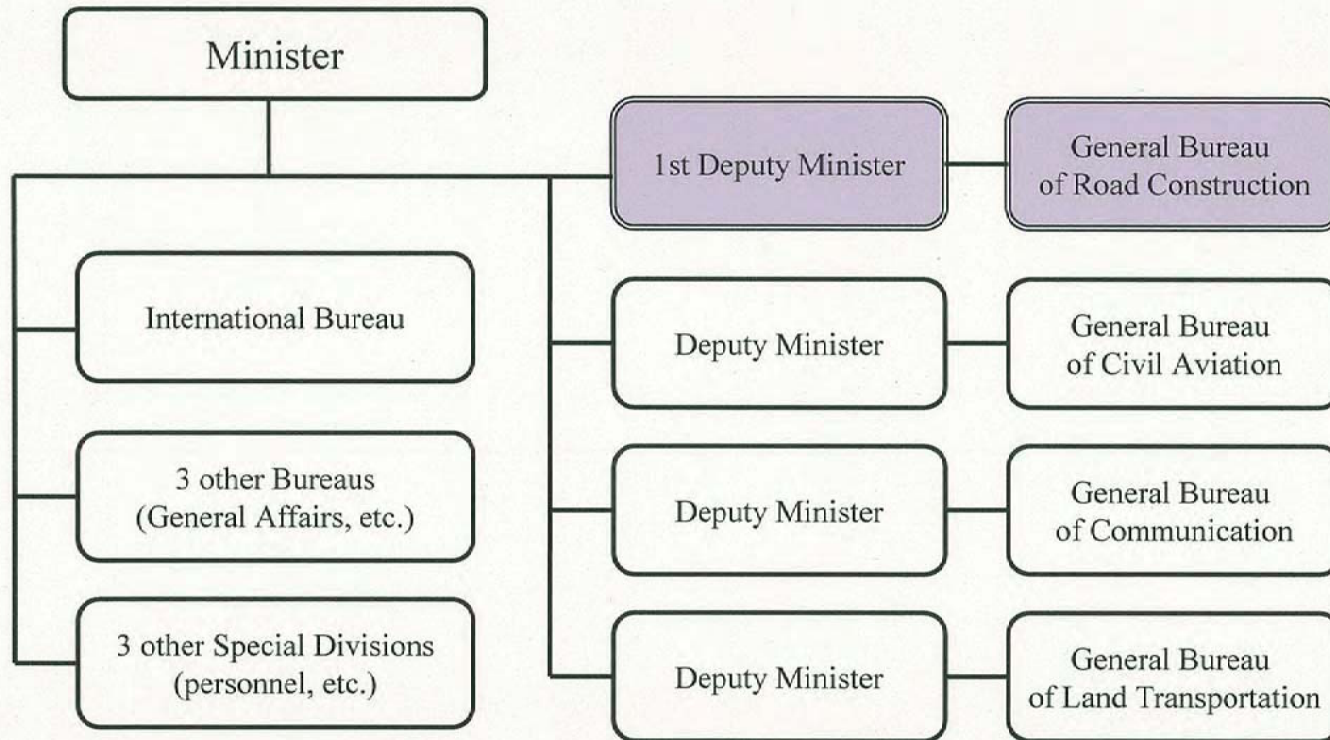 Minister
1st Deputy Minister
General Bureau
of Road Construction
International Bureau
Deputy Minister
General Bureau
of Civil Aviation
3 other Bureaus
(General Affairs, etc.)
Deputy Minister
General Bureau
of Communication
3 other Special Divisions
(personnel, etc.)
Deputy Minister
General Bureau
of Land Transportation